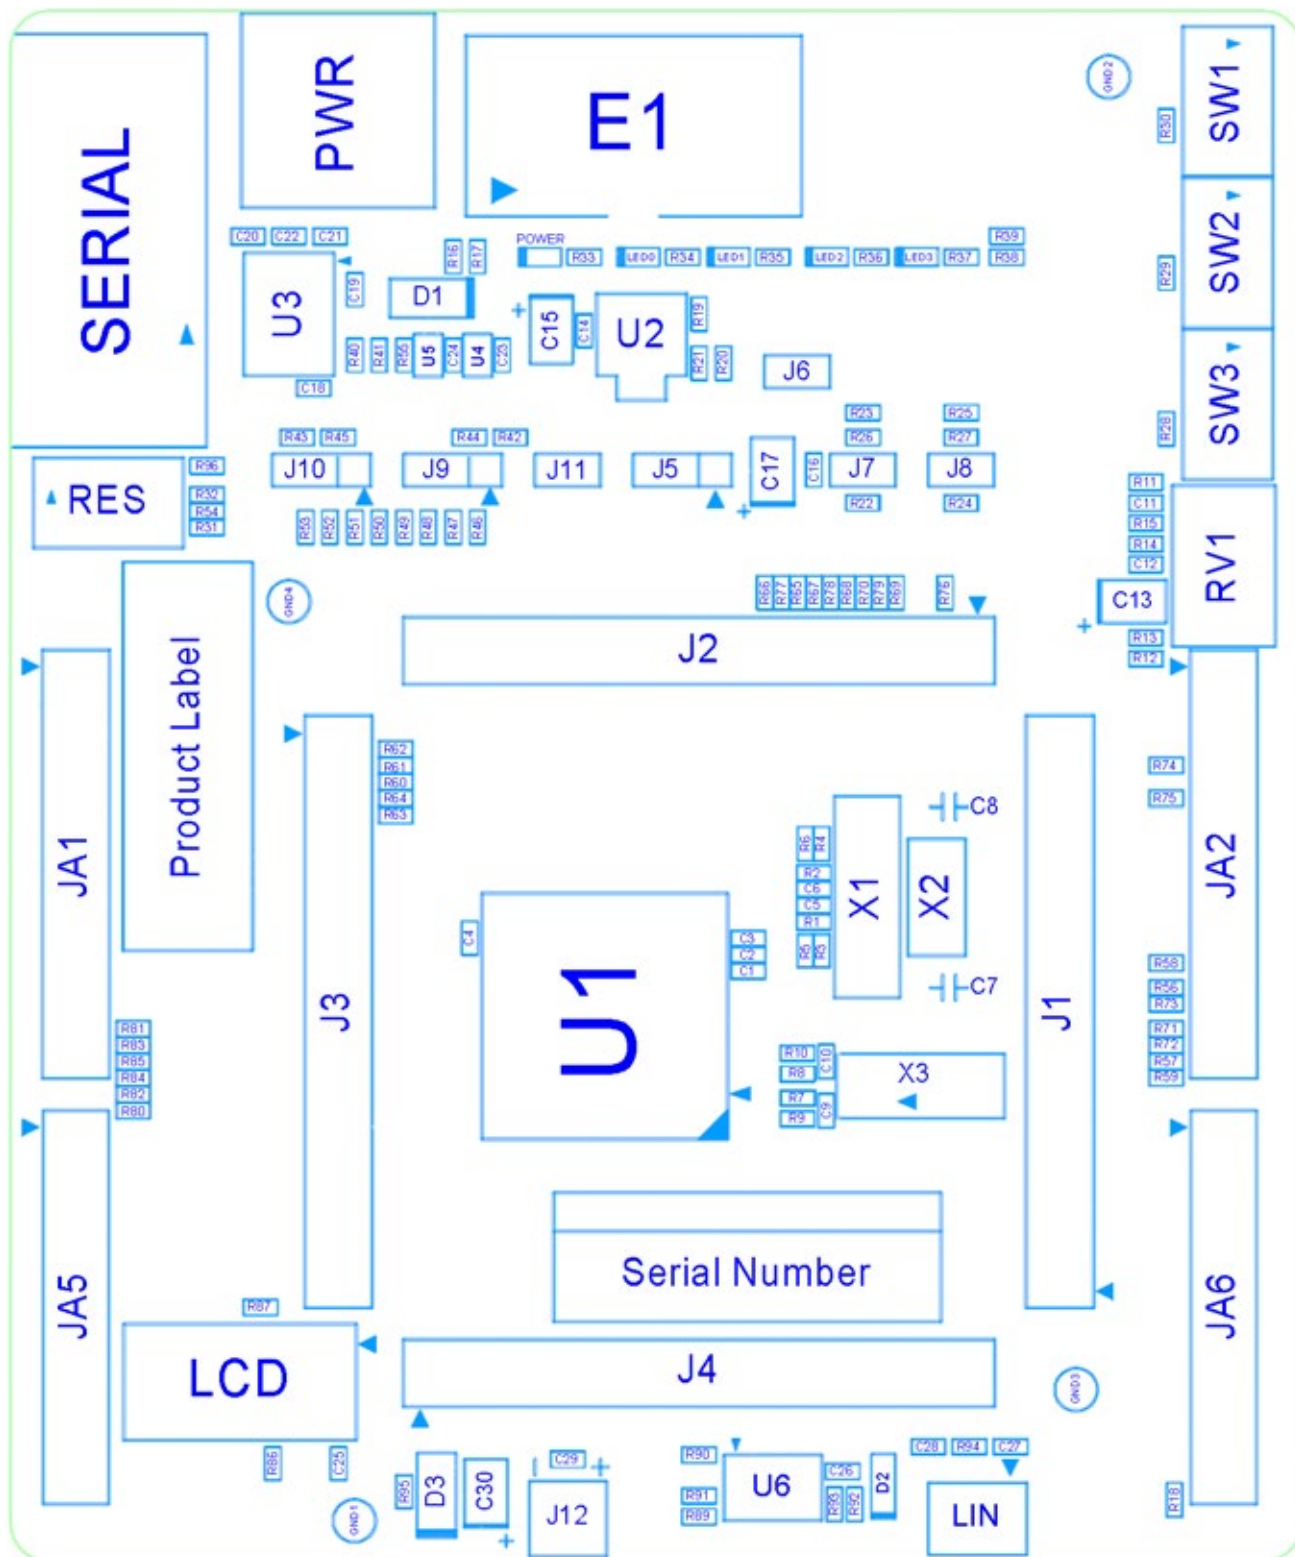 SERIAL
PWR
E1
GND2
SW1
R30
SW2
R29
SW3
R28
C20 C22 C21
R16
R17
POWER
R33
LED0
R34
LED1
R35
LED2
R36
LED3
R37
R39
R38
U3
C19
D1
+
C15
C14
U2
R19
R21
R20
R40
R41
R55
U5
C24
U4
C23
J6
C18
R43 R45
R44 R42
R23
R25
R26
R27
R96
RES
R32
R54
R31
J10
J9
J11
J5
C17
+
C16
J7
J8
R22
R24
R53
R52
R51
R50
R49
R48
R47
R46
R11
C11
R15
R14
C12
RV1
C13
+
R13
R12
GND4
R66
R77
R65
R67
R78
R68
R70
R79
R69
R76
J2
Product Label
JA1
J3
R62
R61
R60
R64
R63
R74
R75
JA2
C8
R6
R4
R2
C6
C5
R1
R5
R3
X1
X2
C7
J1
C4
U1
C3
C2
C1
R58
R56
R73
R71
R72
R57
R59
R81
R83
R85
R84
R82
R80
R10
R8
R7
R9
C10
C9
X3
Serial Number
JA5
JA6
R87
LCD
J4
GND3
R86
C25
GND1
R95
D3
C30
+
C29
+
J12
R90
R91
R89
U6
C26
R93
R92
D2
C28 R94 C27
LIN
R18